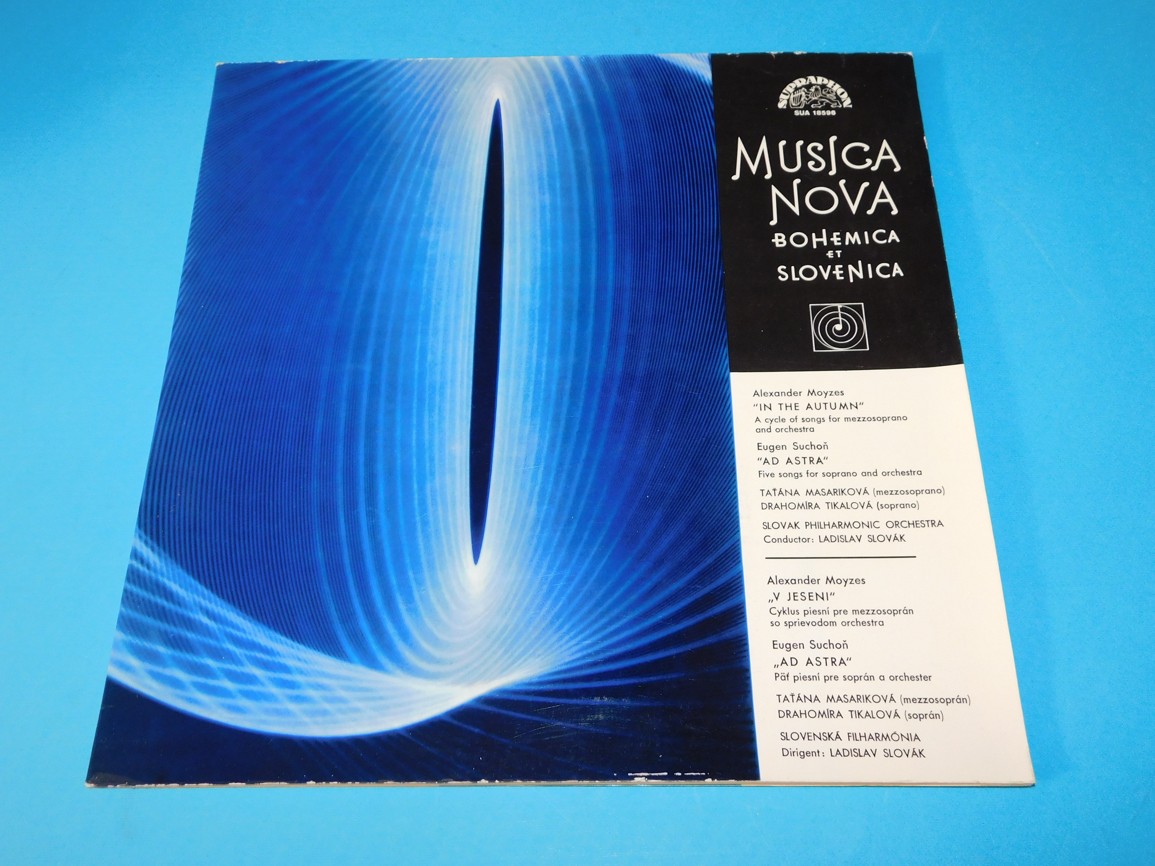 SUPRAPHON
SUA 18596
MUSICA
NOVA
BOHEMICA
ET
SLOVENICA
Alexander Moyzes
"IN THE AUTUMN"
A cycle of songs for mezzosoprano
and orchestra
Eugen Suchoň
"AD ASTRA"
Five songs for soprano and orchestra
TAŤÁNA MASARIKOVÁ (mezzosoprano)
DRAHOMÍRA TIKALOVÁ (soprano)
SLOVAK PHILHARMONIC ORCHESTRA
Conductor: LADISLAV SLOVÁK
Alexander Moyzes
„V JESENI"
Cyklus piesní pre mezzosoprán
so sprievodom orchestra
Eugen Suchoň
„AD ASTRA"
Päť piesní pre soprán a orchester
TAŤÁNA MASARIKOVÁ (mezzosoprán)
DRAHOMÍRA TIKALOVÁ (soprán)
SLOVENSKÁ FILHARMÓNIA
Dirigent: LADISLAV SLOVÁK